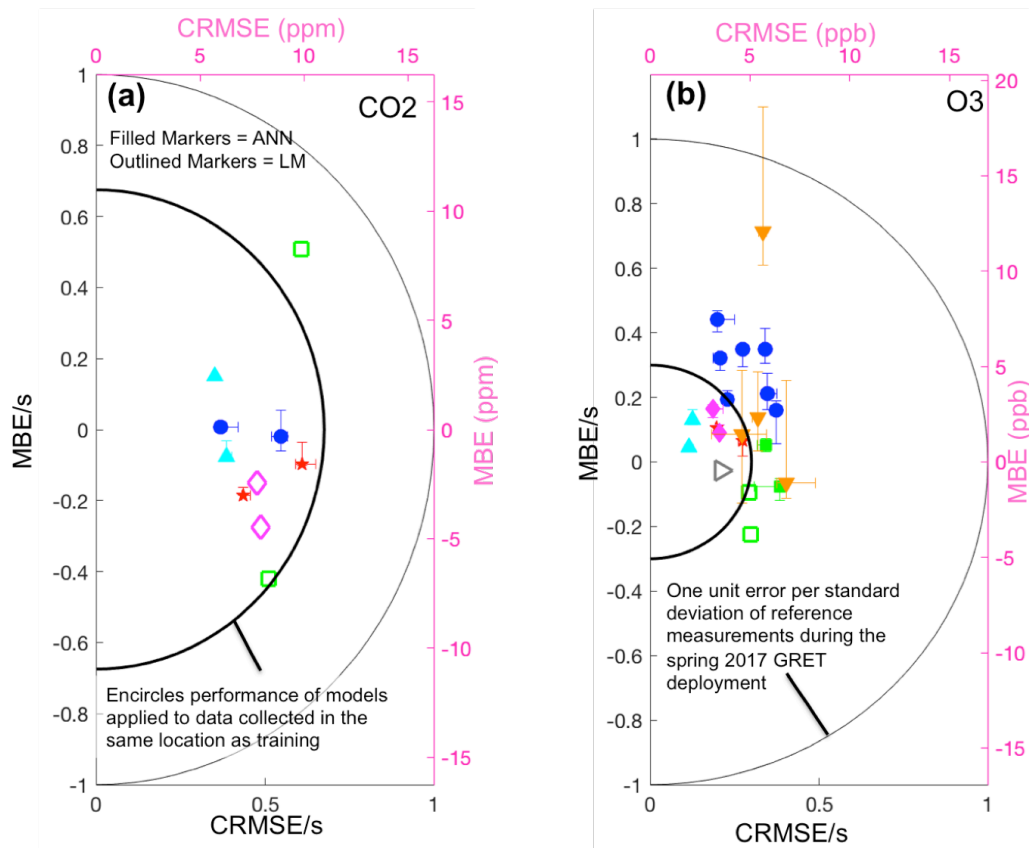 CRMSE (ppm)
0 5 10 15
(a)
CO2
Filled Markers = ANN
Outlined Markers = LM
1
0.8
0.6
0.4
0.2
0
-0.2
-0.4
-0.6
-0.8
-1
MBE/s
15
10
5
0
-5
-10
-15
MBE (ppm)
Encircles performance of models
applied to data collected in the
same location as training
0 0.5 1
CRMSE/s
CRMSE (ppb)
0 5 10 15
(b)
O3
1
0.8
0.6
0.4
0.2
0
-0.2
-0.4
-0.6
-0.8
-1
MBE/s
20
15
10
5
0
-5
-10
-15
MBE (ppb)
One unit error per standard
deviation of reference
measurements during the
spring 2017 GRET
deployment
0 0.5 1
CRMSE/s